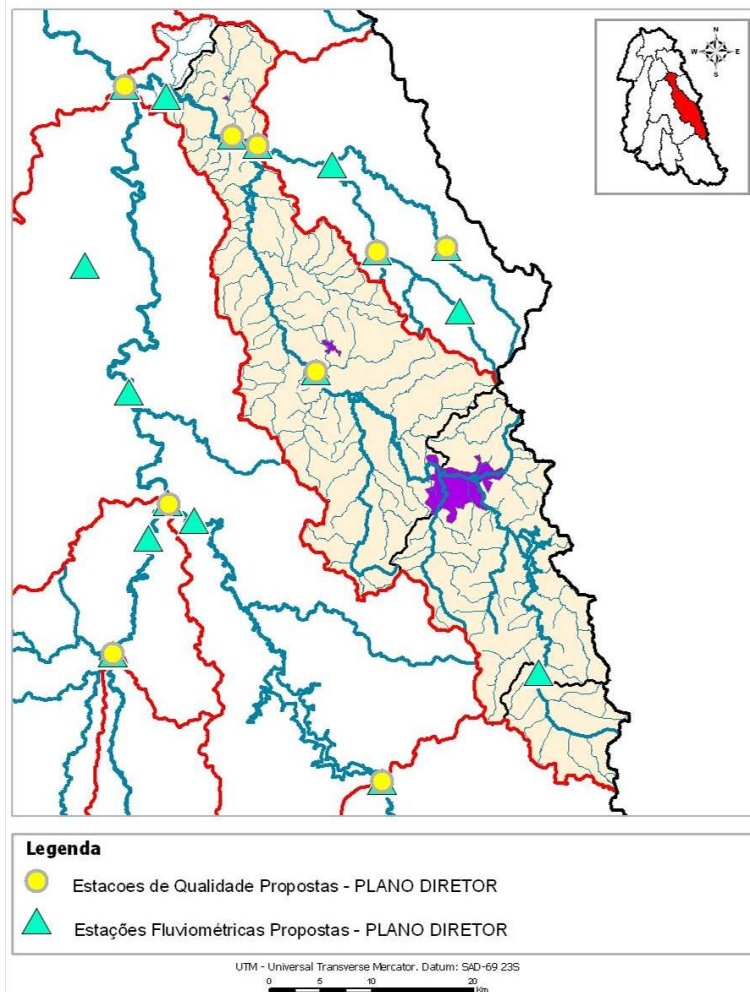 N
W E
S
Legenda
Estacoes de Qualidade Propostas - PLANO DIRETOR
Estações Fluviométricas Propostas - PLANO DIRETOR
UTM - Universal Transverse Mercator. Datum: SAD-69 23S
0 5 10 20
Km